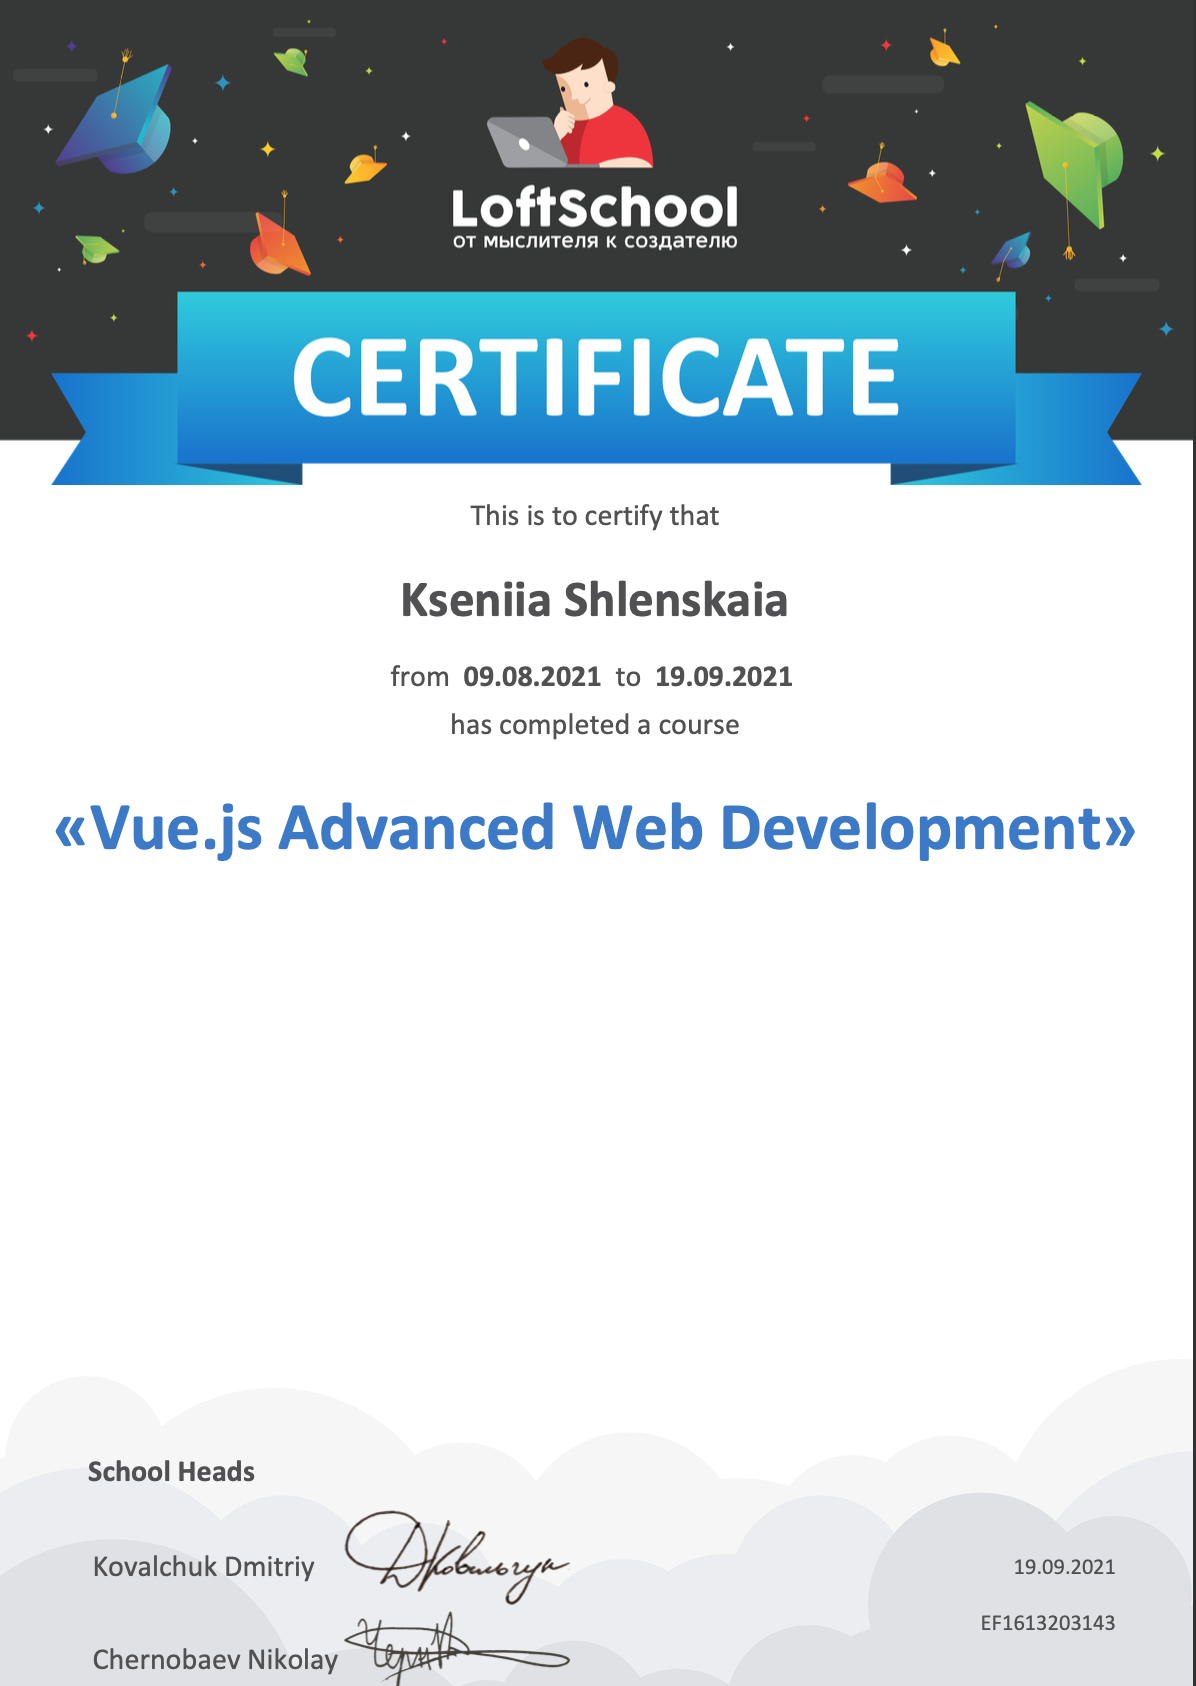 LoftSchool
от мыслителя к создателю
CERTIFICATE
This is to certify that
Kseniia Shlenskaia
from 09.08.2021 to 19.09.2021
has completed a course
«Vue.js Advanced Web Development»
School Heads
Kovalchuk Dmitriy
19.09.2021
EF1613203143
Chernobaev Nikolay